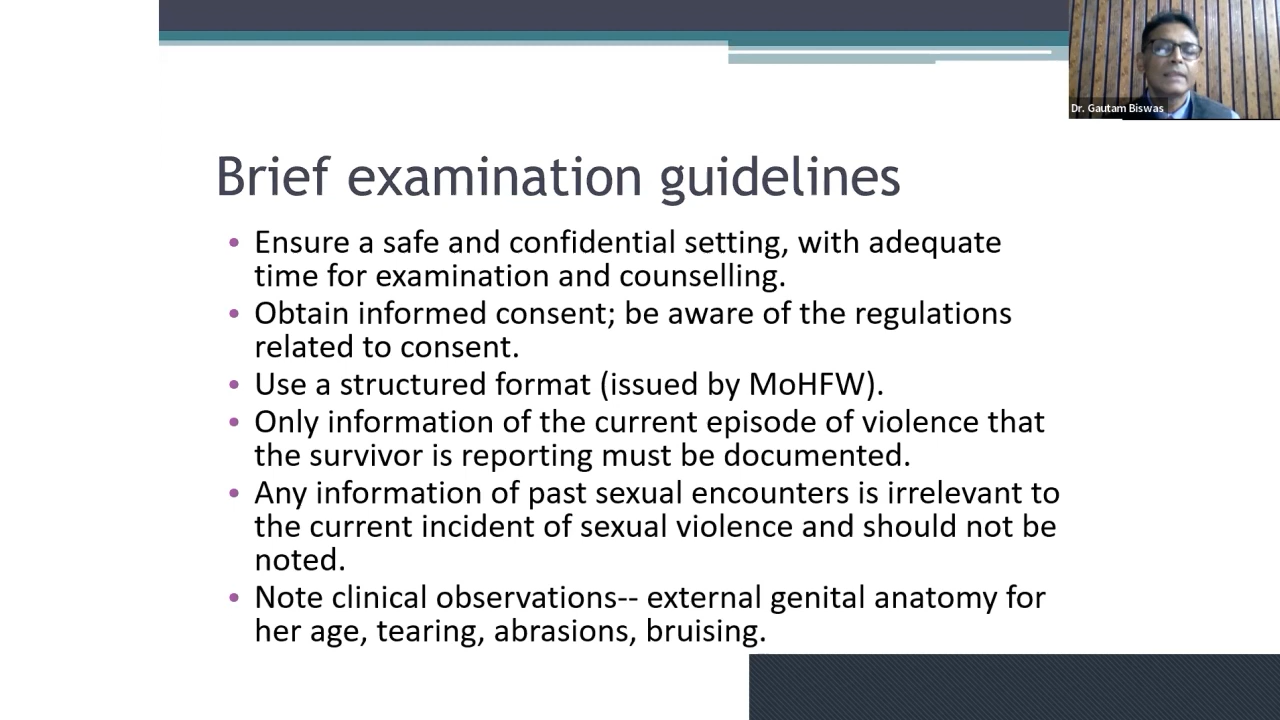 Dr. Gautam Biswas
Brief examination guidelines
• Ensure a safe and confidential setting, with adequate
time for examination and counselling.
• Obtain informed consent; be aware of the regulations
related to consent.
• Use a structured format (issued by MoHFW).
• Only information of the current episode of violence that
the survivor is reporting must be documented.
• Any information of past sexual encounters is irrelevant to
the current incident of sexual violence and should not be
noted.
• Note clinical observations-- external genital anatomy for
her age, tearing, abrasions, bruising.